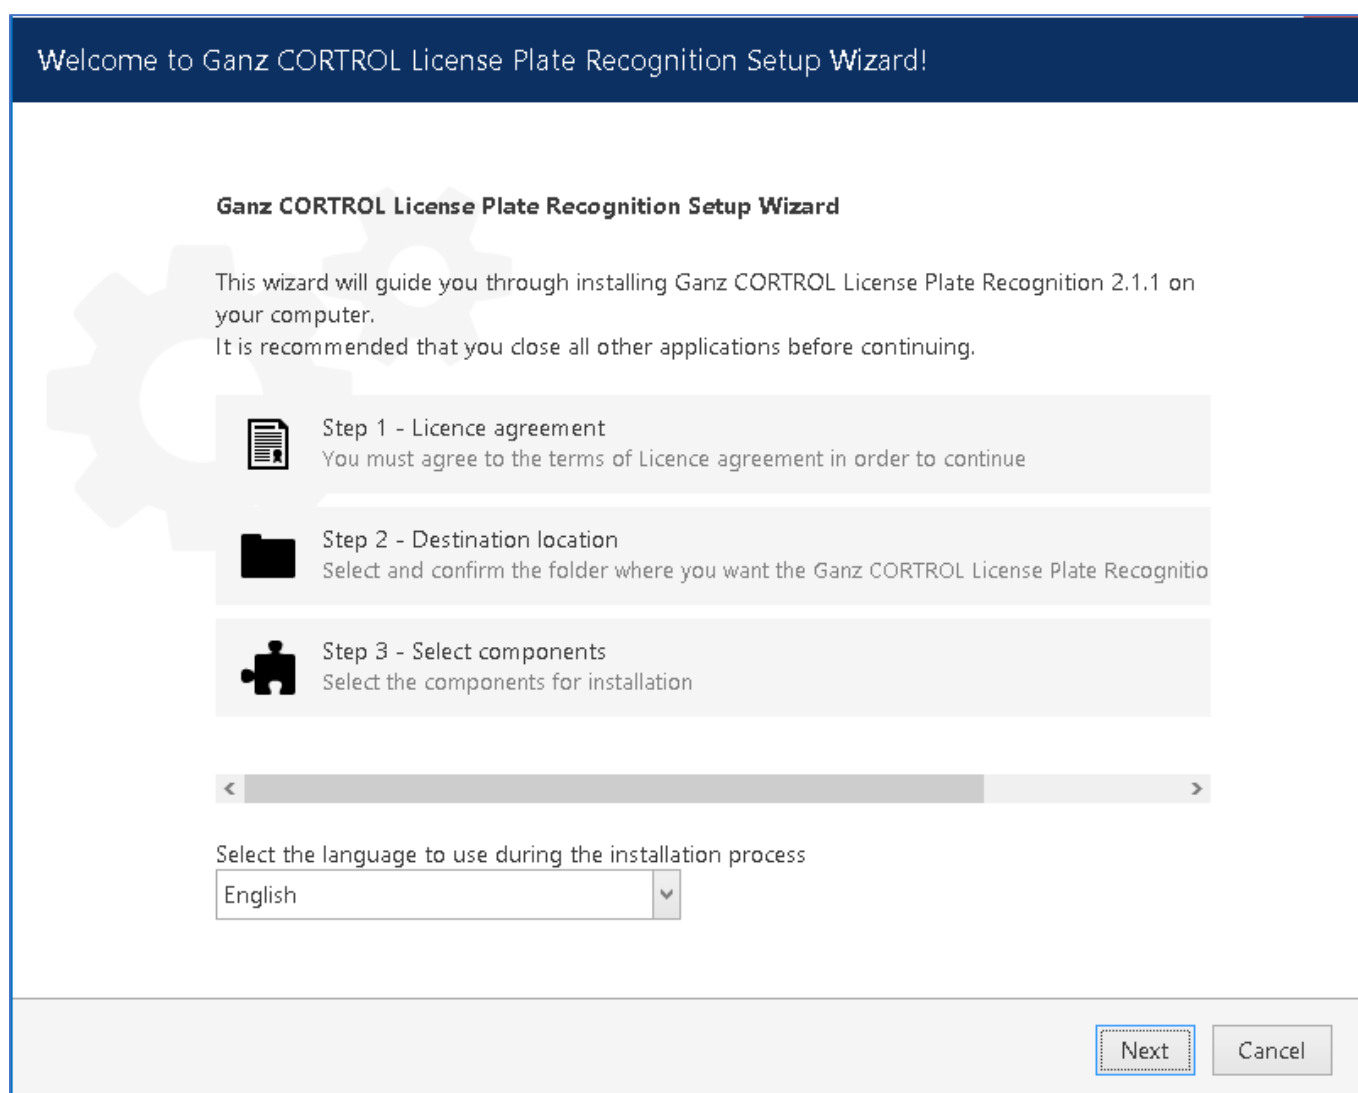 Welcome to Ganz CORTROL License Plate Recognition Setup Wizard!
Ganz CORTROL License Plate Recognition Setup Wizard
This wizard will guide you through installing Ganz CORTROL License Plate Recognition 2.1.1 on
your computer.
It is recommended that you close all other applications before continuing.
Step 1 - Licence agreement
You must agree to the terms of Licence agreement in order to continue
Step 2 - Destination location
Select and confirm the folder where you want the Ganz CORTROL License Plate Recognitio
Step 3 - Select components
Select the components for installation
Select the language to use during the installation process
English
Next
Cancel